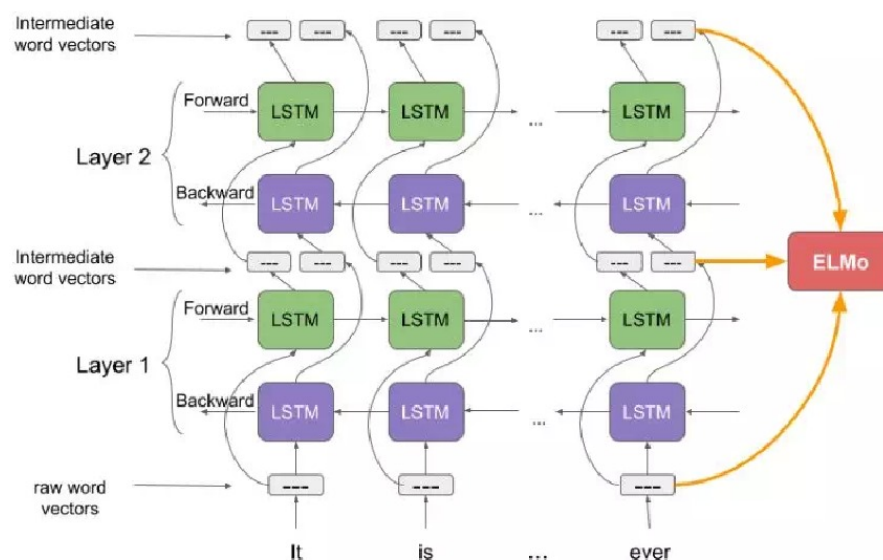 Intermediate
word vectors
--- --- --- --- --- ---
Forward
LSTM LSTM ... LSTM
Layer 2
Backward
LSTM LSTM ... LSTM
Intermediate
word vectors
--- --- --- --- --- ---
ELMo
Forward
LSTM LSTM ... LSTM
Layer 1
Backward
LSTM LSTM ... LSTM
raw word
vectors
--- --- ---
It is ... ever